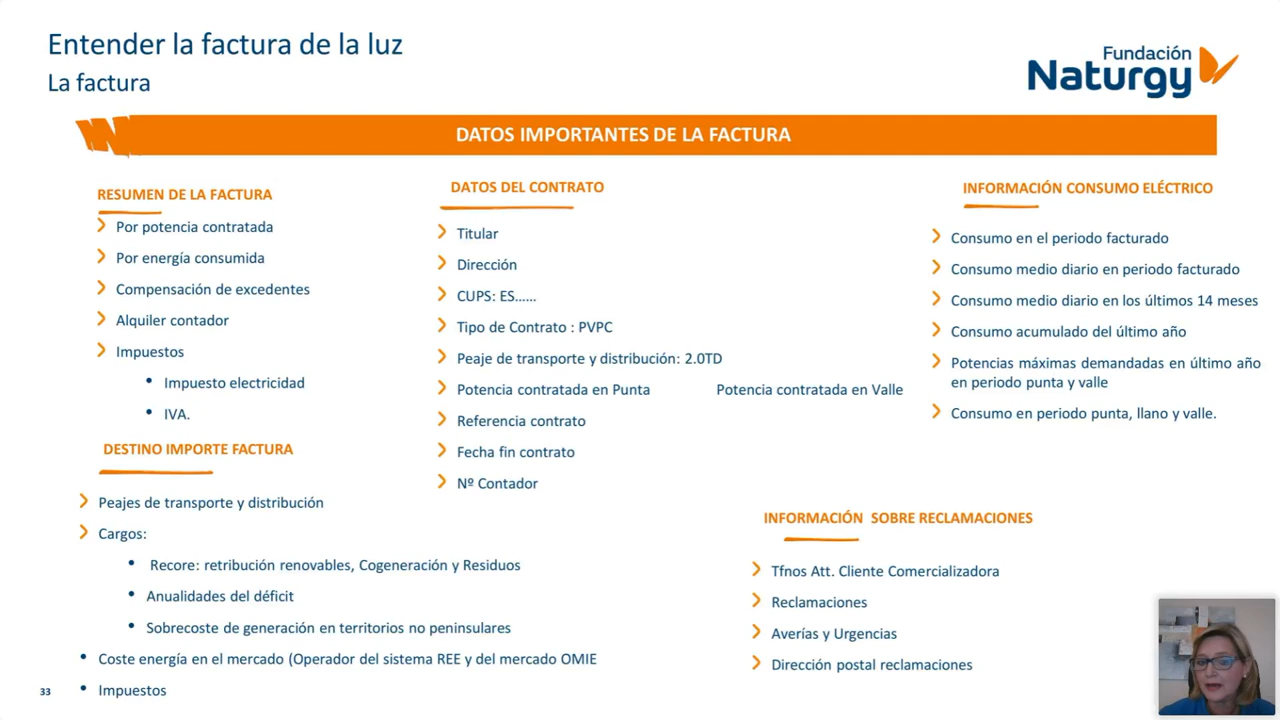 Entender la factura de la luz
La factura
Fundación
Naturgy
DATOS IMPORTANTES DE LA FACTURA
RESUMEN DE LA FACTURA
Por potencia contratada
Por energía consumida
Compensación de excedentes
Alquiler contador
Impuestos
Impuesto electricidad
IVA.
DESTINO IMPORTE FACTURA
Peajes de transporte y distribución
Cargos:
Recore: retribución renovables, Cogeneración y Residuos
Anualidades del déficit
Sobrecoste de generación en territorios no peninsulares
Coste energía en el mercado (Operador del sistema REE y del mercado OMIE
Impuestos
DATOS DEL CONTRATO
Titular
Dirección
CUPS: ES......
Tipo de Contrato : PVPC
Peaje de transporte y distribución: 2.0TD
Potencia contratada en Punta Potencia contratada en Valle
Referencia contrato
Fecha fin contrato
Nº Contador
INFORMACIÓN CONSUMO ELÉCTRICO
Consumo en el periodo facturado
Consumo medio diario en periodo facturado
Consumo medio diario en los últimos 14 meses
Consumo acumulado del último año
Potencias máximas demandadas en último año
en periodo punta y valle
Consumo en periodo punta, llano y valle.
INFORMACIÓN SOBRE RECLAMACIONES
Tfnos Att. Cliente Comercializadora
Reclamaciones
Averías y Urgencias
Dirección postal reclamaciones
33